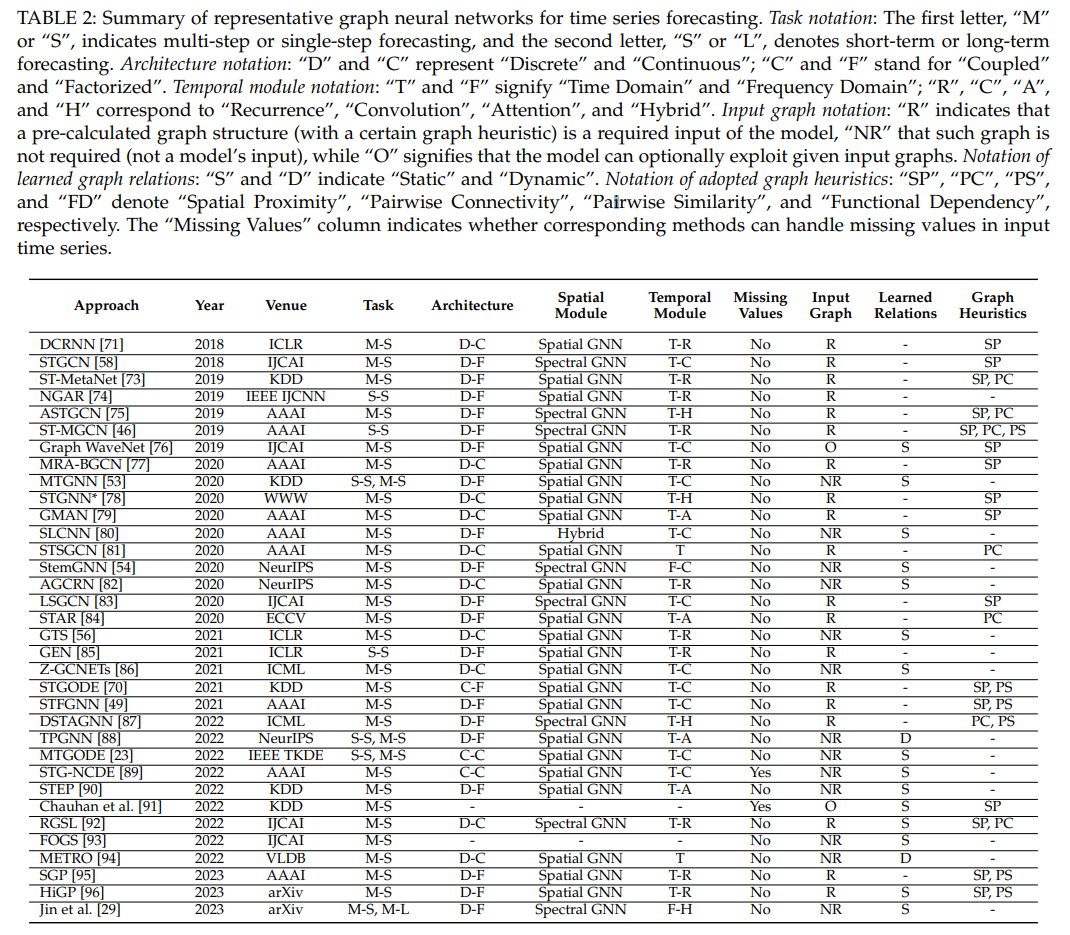 TABLE 2: Summary of representative graph neural networks for time series forecasting. Task notation: The first letter, “M”
or “S”, indicates multi-step or single-step forecasting, and the second letter, “S” or “L”, denotes short-term or long-term
forecasting. Architecture notation: “D” and “C” represent “Discrete” and “Continuous”; “C” and “F” stand for “Coupled”
and “Factorized”. Temporal module notation: “T” and “F” signify “Time Domain” and “Frequency Domain”; “R”, “C”, “A”,
and “H” correspond to “Recurrence”, “Convolution”, “Attention”, and “Hybrid”. Input graph notation: “R” indicates that
a pre-calculated graph structure (with a certain graph heuristic) is a required input of the model, “NR” that such graph is
not required (not a model’s input), while “O” signifies that the model can optionally exploit given input graphs. Notation of
learned graph relations: “S” and “D” indicate “Static” and “Dynamic”. Notation of adopted graph heuristics: “SP”, “PC”, “PS”,
and “FD” denote “Spatial Proximity”, “Pairwise Connectivity”, “Pairwise Similarity”, and “Functional Dependency”,
respectively. The “Missing Values” column indicates whether corresponding methods can handle missing values in input
time series.
Approach Year Venue Task Architecture Spatial Module Temporal Module Missing Values Input Graph Learned Relations Graph Heuristics
DCRNN [71] 2018 ICLR M-S D-C Spatial GNN T-R No R - SP
STGCN [58] 2018 IJCAI M-S D-F Spectral GNN T-C No R - SP
ST-MetaNet [73] 2019 KDD M-S D-F Spatial GNN T-R No R - SP, PC
NGAR [74] 2019 IEEE IJCNN S-S D-F Spatial GNN T-R No R - -
ASTGCN [75] 2019 AAAI M-S D-F Spectral GNN T-H No R - SP, PC
ST-MGCN [46] 2019 AAAI S-S D-F Spectral GNN T-R No R - SP, PC, PS
Graph WaveNet [76] 2019 IJCAI M-S D-F Spatial GNN T-C No O S SP
MRA-BGCN [77] 2020 AAAI M-S D-C Spatial GNN T-R No R - SP
MTGNN [53] 2020 KDD S-S, M-S D-F Spatial GNN T-C No NR S -
STGNN* [78] 2020 WWW M-S D-C Spatial GNN T-H No R - SP
GMAN [79] 2020 AAAI M-S D-C Spatial GNN T-A No R - SP
SLCNN [80] 2020 AAAI M-S D-F Hybrid T-C No NR S -
STSGCN [81] 2020 AAAI M-S D-C Spatial GNN T No R - PC
StemGNN [54] 2020 NeurIPS M-S D-F Spectral GNN F-C No NR S -
AGCRN [82] 2020 NeurIPS M-S D-C Spatial GNN T-R No NR S -
LSGCN [83] 2020 IJCAI M-S D-F Spectral GNN T-C No R - SP
STAR [84] 2020 ECCV M-S D-F Spatial GNN T-A No R - PC
GTS [56] 2021 ICLR M-S D-C Spatial GNN T-R No NR S -
GEN [85] 2021 ICLR S-S D-F Spatial GNN T-R No R - -
Z-GCNETs [86] 2021 ICML M-S D-C Spatial GNN T-C No NR S -
STGODE [70] 2021 KDD M-S C-F Spatial GNN T-C No R - SP, PS
STFGNN [49] 2021 AAAI M-S D-F Spatial GNN T-C No R - SP, PS
DSTAGNN [87] 2022 ICML M-S D-F Spectral GNN T-H No R - PC, PS
TPGNN [88] 2022 NeurIPS S-S, M-S D-F Spatial GNN T-A No NR D -
MTGODE [23] 2022 IEEE TKDE S-S, M-S C-C Spatial GNN T-C No NR S -
STG-NCDE [89] 2022 AAAI M-S C-C Spatial GNN T-C Yes NR S -
STEP [90] 2022 KDD M-S D-F Spatial GNN T-A No NR S -
Chauhan et al. [91] 2022 KDD M-S - - - Yes O S SP
RGSL [92] 2022 IJCAI M-S D-C Spectral GNN T-R No R S SP, PC
FOGS [93] 2022 IJCAI M-S - - - No NR S -
METRO [94] 2022 VLDB M-S D-C Spatial GNN T No NR D -
SGP [95] 2023 AAAI M-S D-F Spatial GNN T-R No R - SP, PS
HiGP [96] 2023 arXiv M-S D-F Spatial GNN T-R No R S SP, PS
Jin et al. [29] 2023 arXiv M-S, M-L D-F Spectral GNN F-H No NR S -